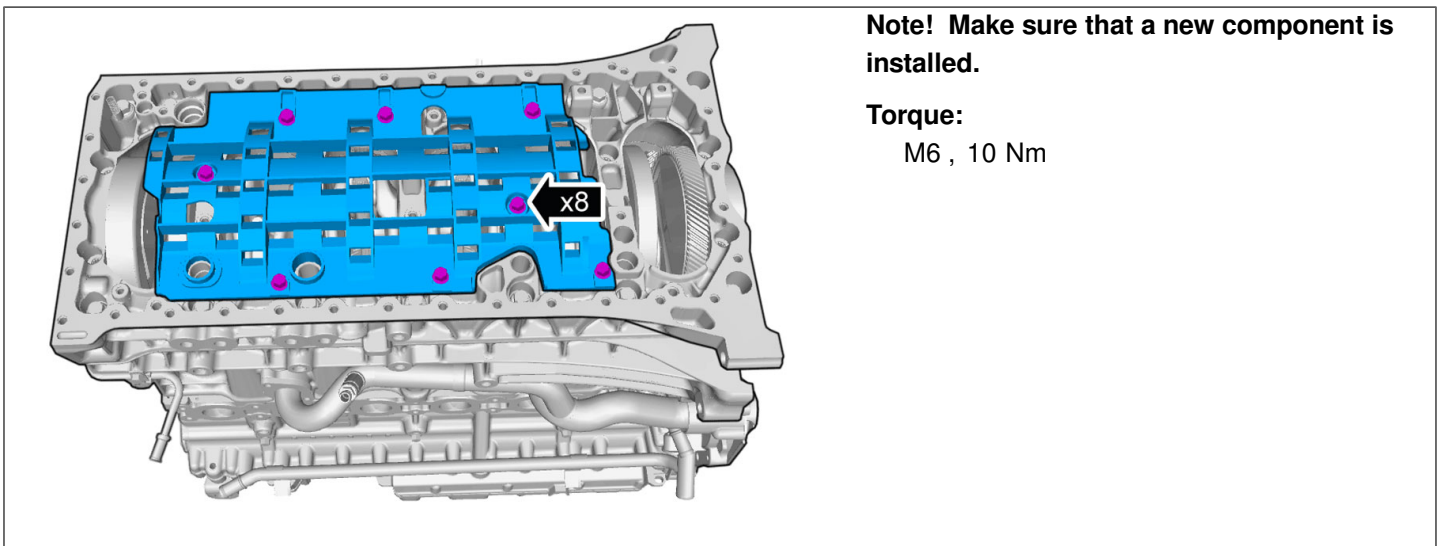 Note! Make sure that a new component is
installed.
Torque:
M6 , 10 Nm
x8